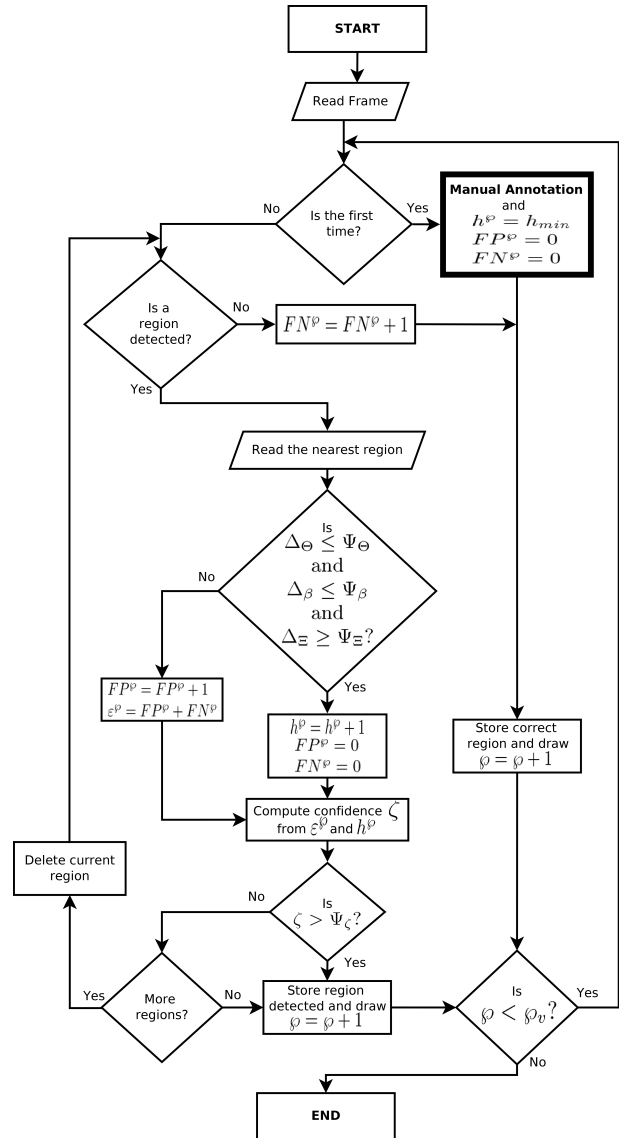 START
Read Frame
Is the first
time?
No
Yes
Manual Annotation
and
h^℘ = h_{min}
FP^℘ = 0
FN^℘ = 0
Is a
region
detected?
No
FN^℘ = FN^℘ + 1
Yes
Read the nearest region
Is
Δ_Θ ≤ Ψ_Θ
and
Δ_β ≤ Ψ_β
and
Δ_Ξ ≥ Ψ_Ξ?
No
Yes
FP^℘ = FP^℘ + 1
ε^℘ = FP^℘ + FN^℘
h^℘ = h^℘ + 1
FP^℘ = 0
FN^℘ = 0
Store correct
region and draw
℘ = ℘ + 1
Compute confidence ζ
from ε^℘ and h^℘
Delete current
region
Is
ζ > Ψ_ζ?
No
Yes
More
regions?
Yes
No
Store region
detected and draw
℘ = ℘ + 1
Is
℘ < ℘_v?
Yes
No
END